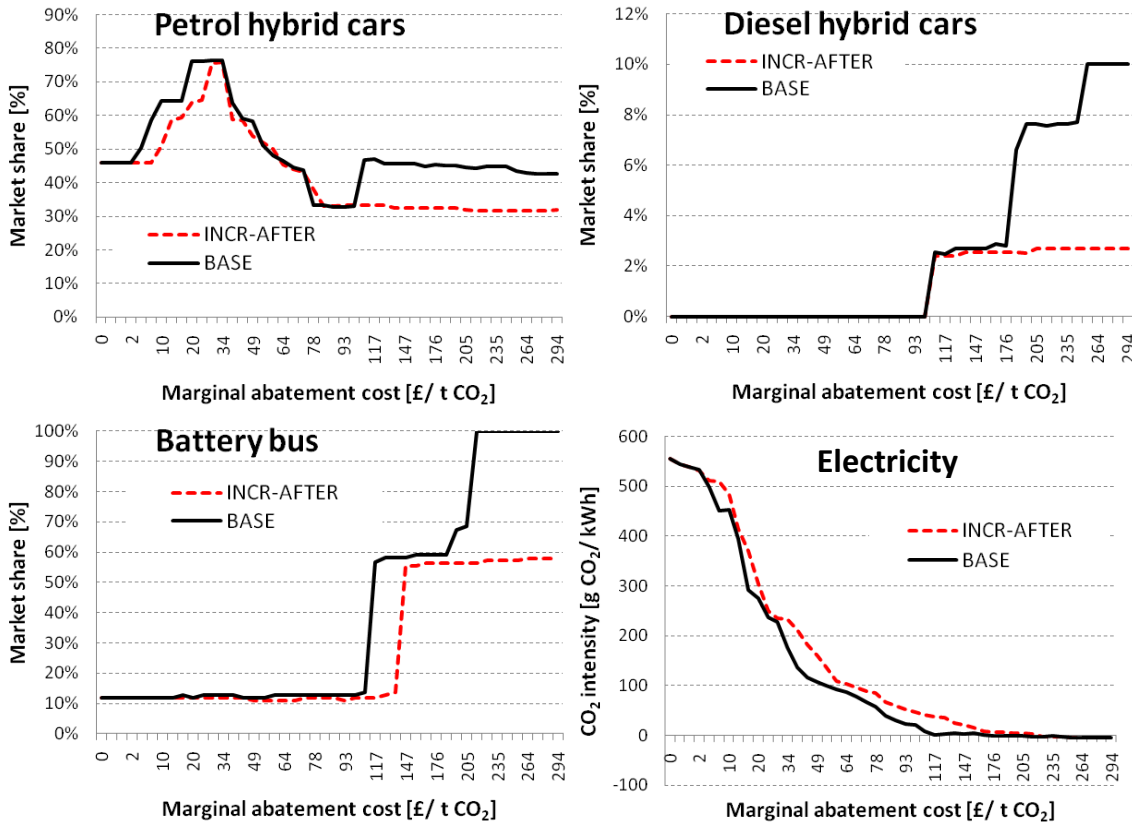 Petrol hybrid cars
Market share [%]
90%
80%
70%
60%
50%
40%
30%
20%
10%
0%
INCR-AFTER
BASE
0 2 10 20 34 49 64 78 93 117 147 176 205 235 264 294
Marginal abatement cost [£/ t CO₂]
Diesel hybrid cars
Market share [%]
12%
10%
8%
6%
4%
2%
0%
INCR-AFTER
BASE
0 2 10 20 34 49 64 78 93 117 147 176 205 235 264 294
Marginal abatement cost [£/ t CO₂]
Battery bus
Market share [%]
100%
90%
80%
70%
60%
50%
40%
30%
20%
10%
0%
INCR-AFTER
BASE
0 2 10 20 34 49 64 78 93 117 147 176 205 235 264 294
Marginal abatement cost [£/ t CO₂]
Electricity
CO₂ intensity [g CO₂/ kWh]
600
500
400
300
200
100
0
-100
INCR-AFTER
BASE
0 2 10 20 34 49 64 78 93 117 147 176 205 235 264 294
Marginal abatement cost [£/ t CO₂]